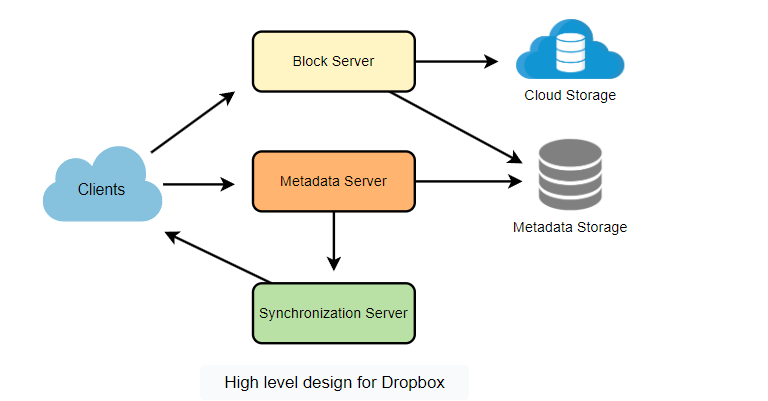 Block Server
Cloud Storage
Clients
Metadata Server
Metadata Storage
Synchronization Server
High level design for Dropbox